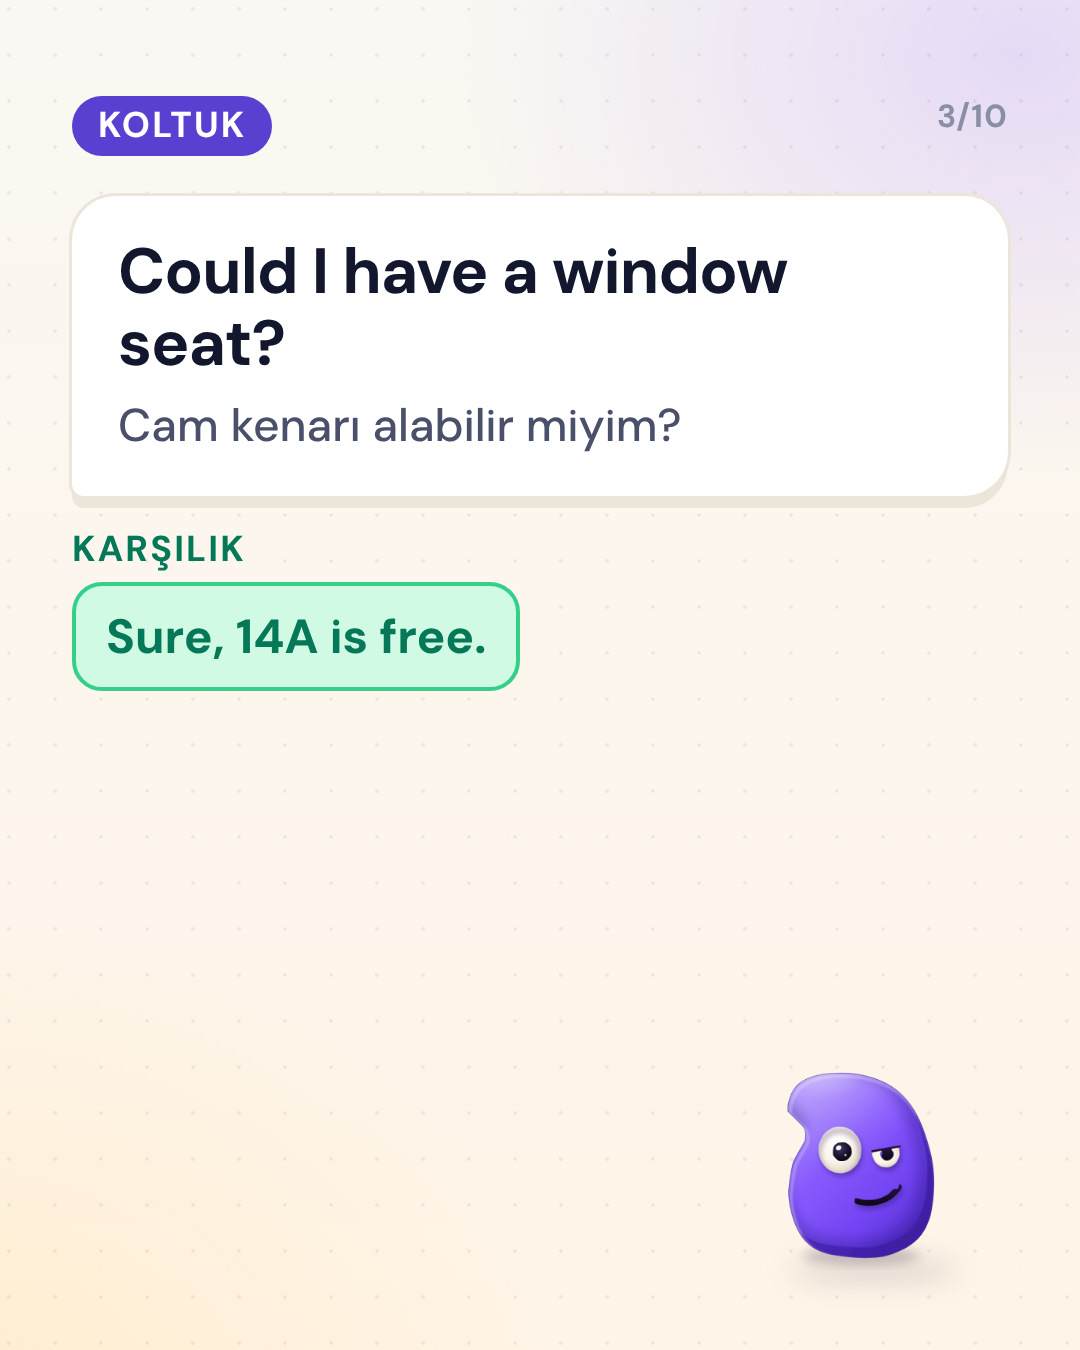 KOLTUK
3/10
Could I have a window
seat?
Cam kenarı alabilir miyim?
KARŞILIK
Sure, 14A is free.